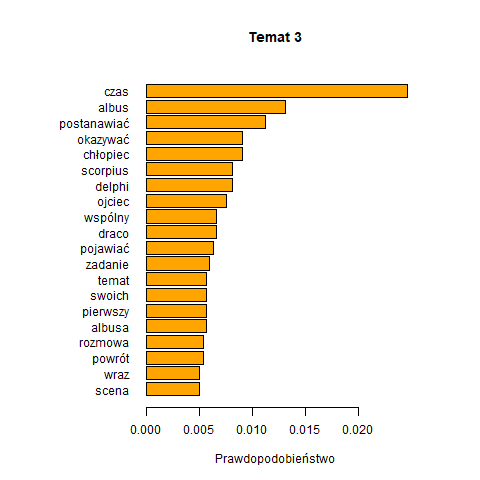 Temat 3
czas
albus
postanawiać
okazywać
chłopiec
scorpius
delphi
ojciec
wspólny
draco
pojawiać
zadanie
temat
swoich
pierwszy
albusa
rozmowa
powrót
wraz
scena
0.000 0.005 0.010 0.015 0.020
Prawdopodobieństwo